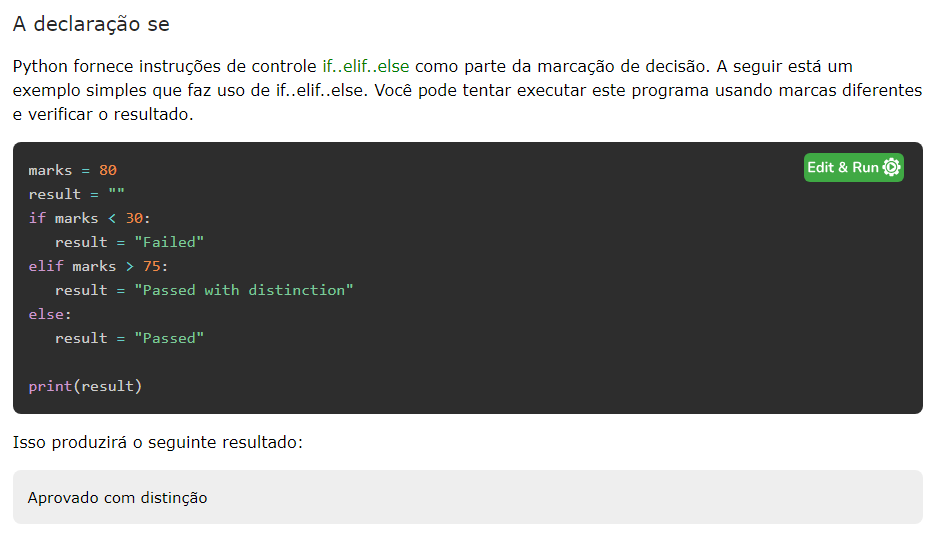 A declaração se
Python fornece instruções de controle if..elif..else como parte da marcação de decisão. A seguir está um
exemplo simples que faz uso de if..elif..else. Você pode tentar executar este programa usando marcas diferentes
e verificar o resultado.
Edit & Run
marks = 80
result = ""
if marks < 30:
   result = "Failed"
elif marks > 75:
   result = "Passed with distinction"
else:
   result = "Passed"

print(result)
Isso produzirá o seguinte resultado:
Aprovado com distinção